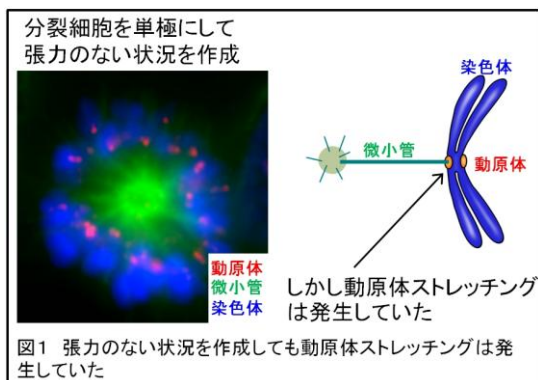 分裂細胞を単極にして
張力のない状況を作成
動原体
微小管
染色体
染色体
微小管
動原体
しかし動原体ストレッチング
は発生していた
図1 張力のない状況を作成しても動原体ストレッチングは発
生していた